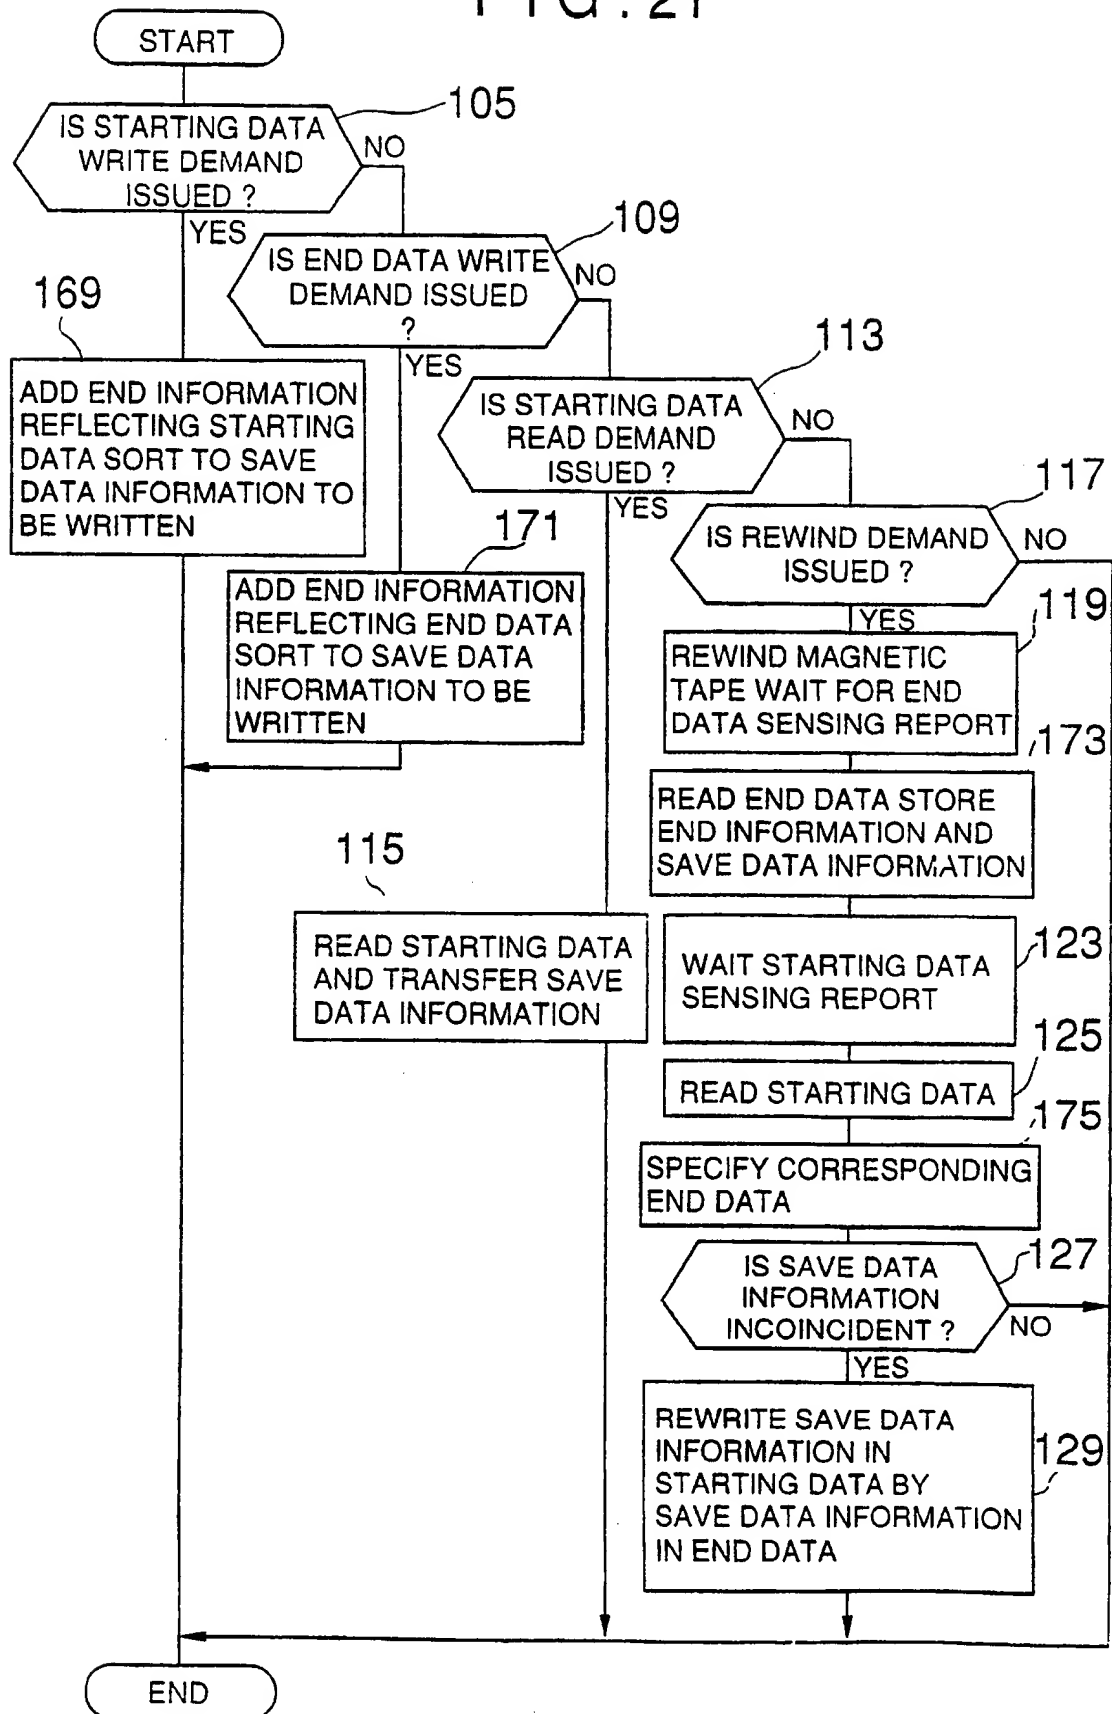 FIG. 21
START
105
IS STARTING DATA
WRITE DEMAND
ISSUED ?
NO
YES
109
IS END DATA WRITE
DEMAND ISSUED
?
NO
YES
169
ADD END INFORMATION
REFLECTING STARTING
DATA SORT TO SAVE
DATA INFORMATION TO
BE WRITTEN
113
IS STARTING DATA
READ DEMAND
ISSUED ?
NO
YES
171
ADD END INFORMATION
REFLECTING END DATA
SORT TO SAVE DATA
INFORMATION TO BE
WRITTEN
117
IS REWIND DEMAND
ISSUED ?
NO
YES
119
REWIND MAGNETIC
TAPE WAIT FOR END
DATA SENSING REPORT
173
READ END DATA STORE
END INFORMATION AND
SAVE DATA INFORMATION
115
READ STARTING DATA
AND TRANSFER SAVE
DATA INFORMATION
123
WAIT STARTING DATA
SENSING REPORT
125
READ STARTING DATA
175
SPECIFY CORRESPONDING
END DATA
127
IS SAVE DATA
INFORMATION
INCOINCIDENT ?
NO
YES
129
REWRITE SAVE DATA
INFORMATION IN
STARTING DATA BY
SAVE DATA INFORMATION
IN END DATA
END